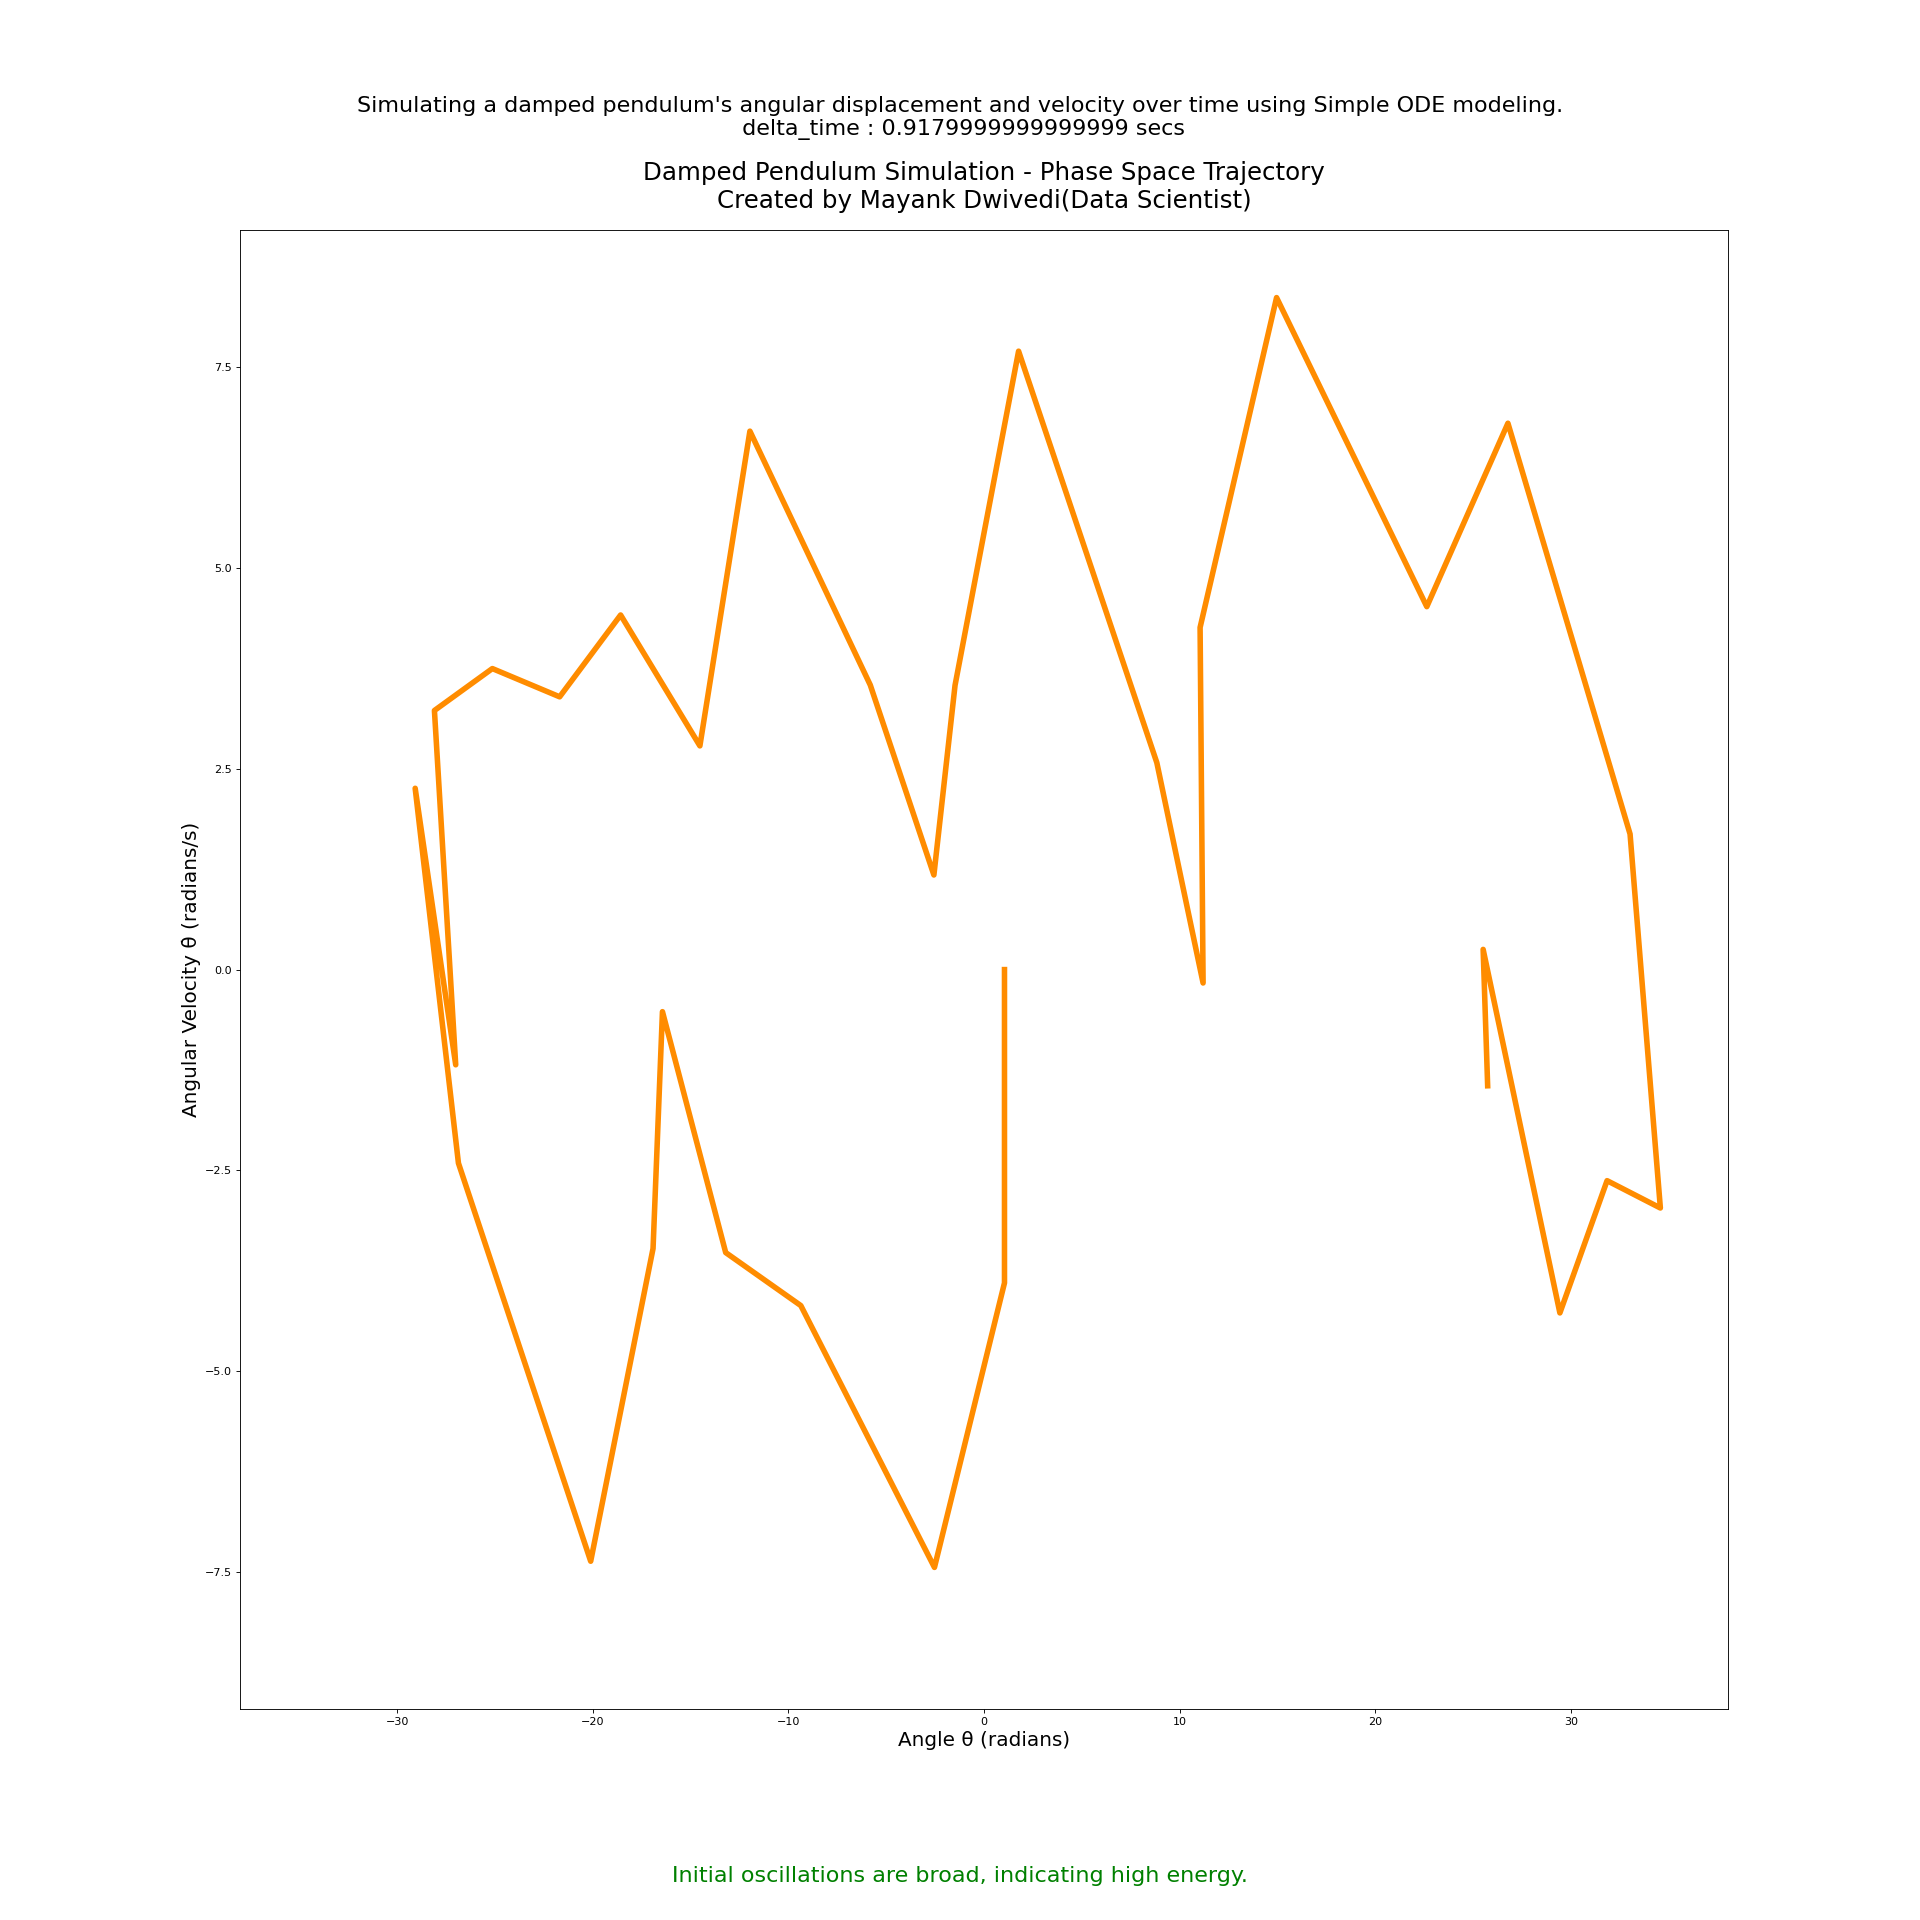 Simulating a damped pendulum's angular displacement and velocity over time using Simple ODE modeling.
delta_time : 0.9179999999999999 secs
Damped Pendulum Simulation - Phase Space Trajectory
Created by Mayank Dwivedi(Data Scientist)
Angular Velocity θ (radians/s)
7.5
5.0
2.5
0.0
−2.5
−5.0
−7.5
−30
−20
−10
0
10
20
30
Angle θ (radians)
Initial oscillations are broad, indicating high energy.